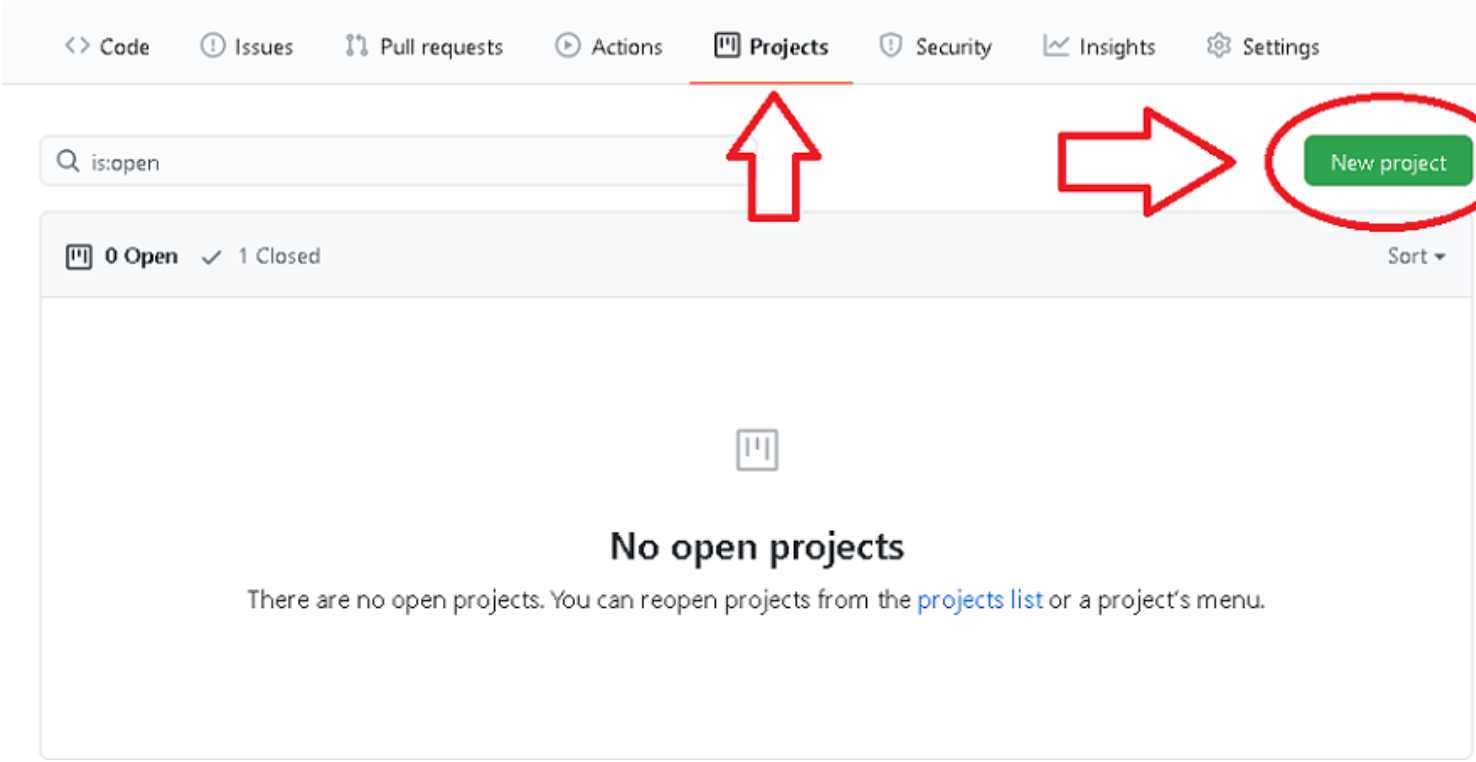 Code Issues Pull requests Actions Projects Security Insights Settings
is:open New project
0 Open 1 Closed Sort
No open projects
There are no open projects. You can reopen projects from the projects list or a project's menu.